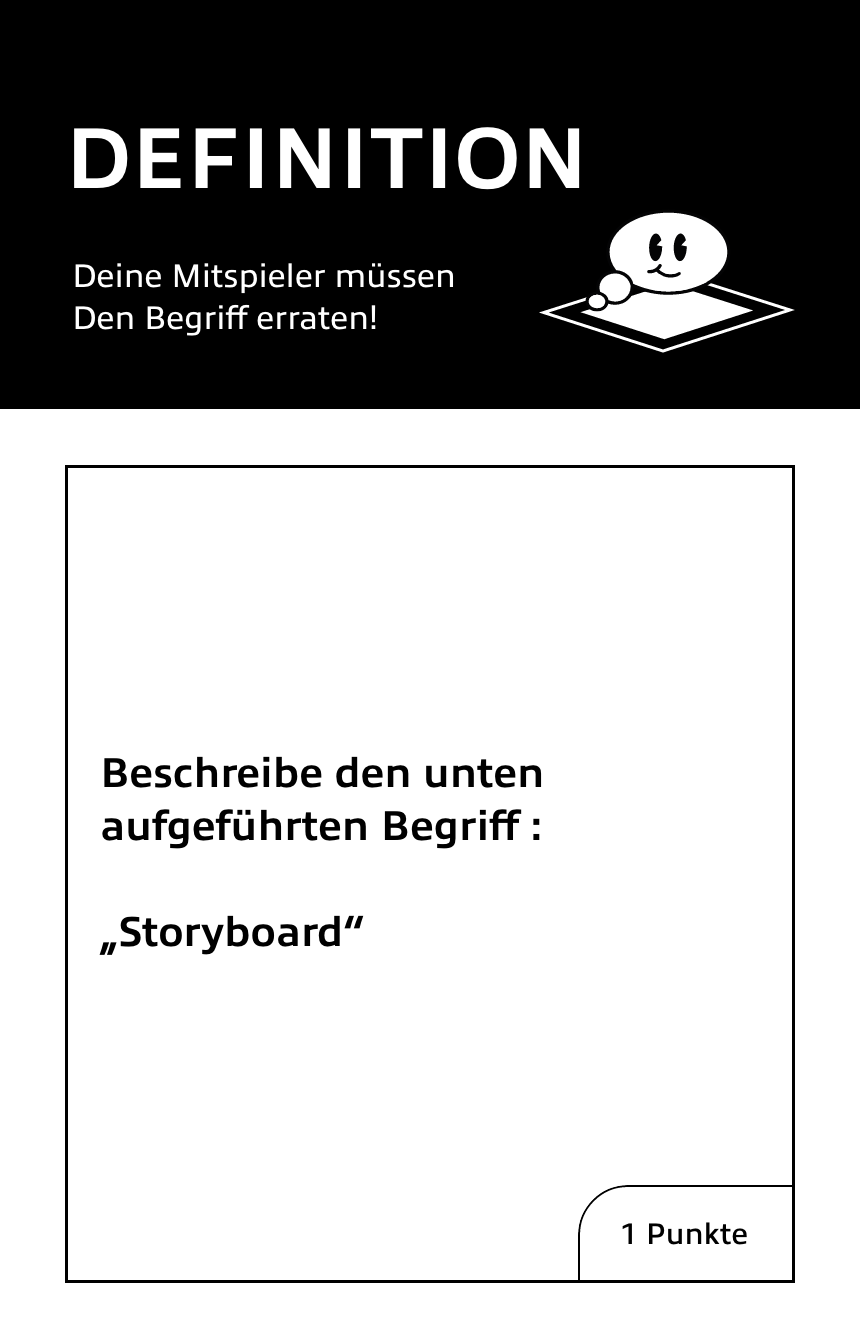 DEFINITION
Deine Mitspieler müssen
Den Begriff erraten!
Beschreibe den unten
aufgeführten Begriff :
„Storyboard“
1 Punkte